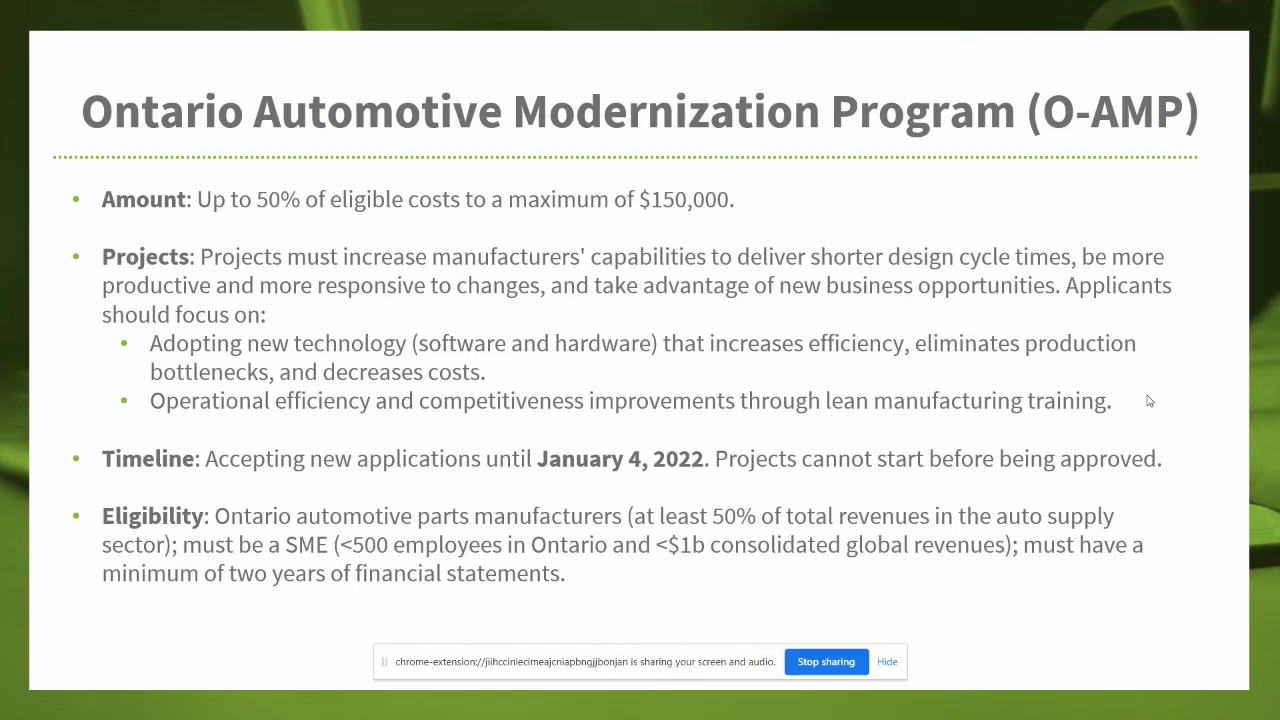 Ontario Automotive Modernization Program (O-AMP)
• Amount: Up to 50% of eligible costs to a maximum of $150,000.
• Projects: Projects must increase manufacturers' capabilities to deliver shorter design cycle times, be more
productive and more responsive to changes, and take advantage of new business opportunities. Applicants
should focus on:
• Adopting new technology (software and hardware) that increases efficiency, eliminates production
bottlenecks, and decreases costs.
• Operational efficiency and competitiveness improvements through lean manufacturing training.
• Timeline: Accepting new applications until January 4, 2022. Projects cannot start before being approved.
• Eligibility: Ontario automotive parts manufacturers (at least 50% of total revenues in the auto supply
sector); must be a SME (<500 employees in Ontario and <$1b consolidated global revenues); must have a
minimum of two years of financial statements.
chrome-extension://jiihcciniecimeajcniapbngjjbonjan is sharing your screen and audio. Stop sharing Hide